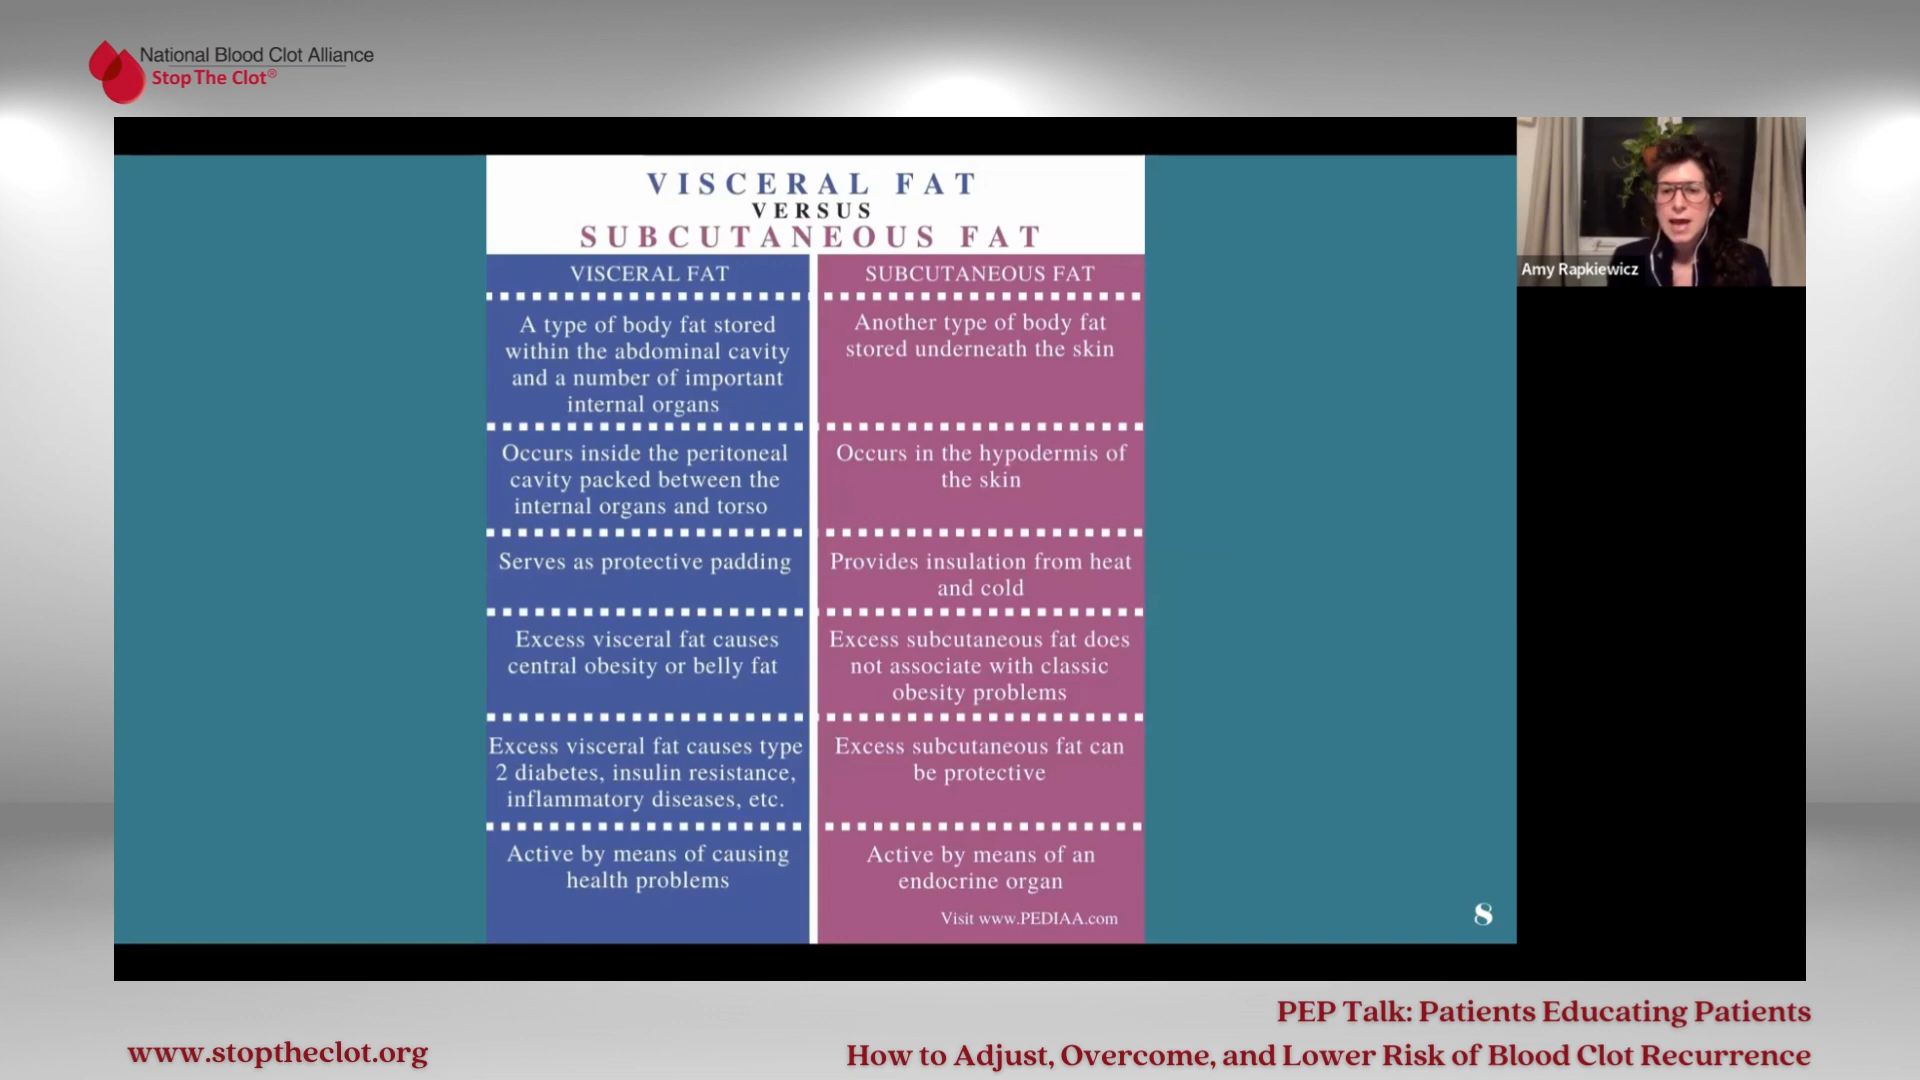 National Blood Clot Alliance
Stop The Clot®
VISCERAL FAT
VERSUS
SUBCUTANEOUS FAT
VISCERAL FAT
A type of body fat stored
within the abdominal cavity
and a number of important
internal organs
Occurs inside the peritoneal
cavity packed between the
internal organs and torso
Serves as protective padding
Excess visceral fat causes
central obesity or belly fat
Excess visceral fat causes type
2 diabetes, insulin resistance,
inflammatory diseases, etc.
Active by means of causing
health problems
SUBCUTANEOUS FAT
Another type of body fat
stored underneath the skin
Occurs in the hypodermis of
the skin
Provides insulation from heat
and cold
Excess subcutaneous fat does
not associate with classic
obesity problems
Excess subcutaneous fat can
be protective
Active by means of an
endocrine organ
Visit www.PEDIAA.com
8
Amy Rapkiewicz
PEP Talk: Patients Educating Patients
www.stoptheclot.org
How to Adjust, Overcome, and Lower Risk of Blood Clot Recurrence